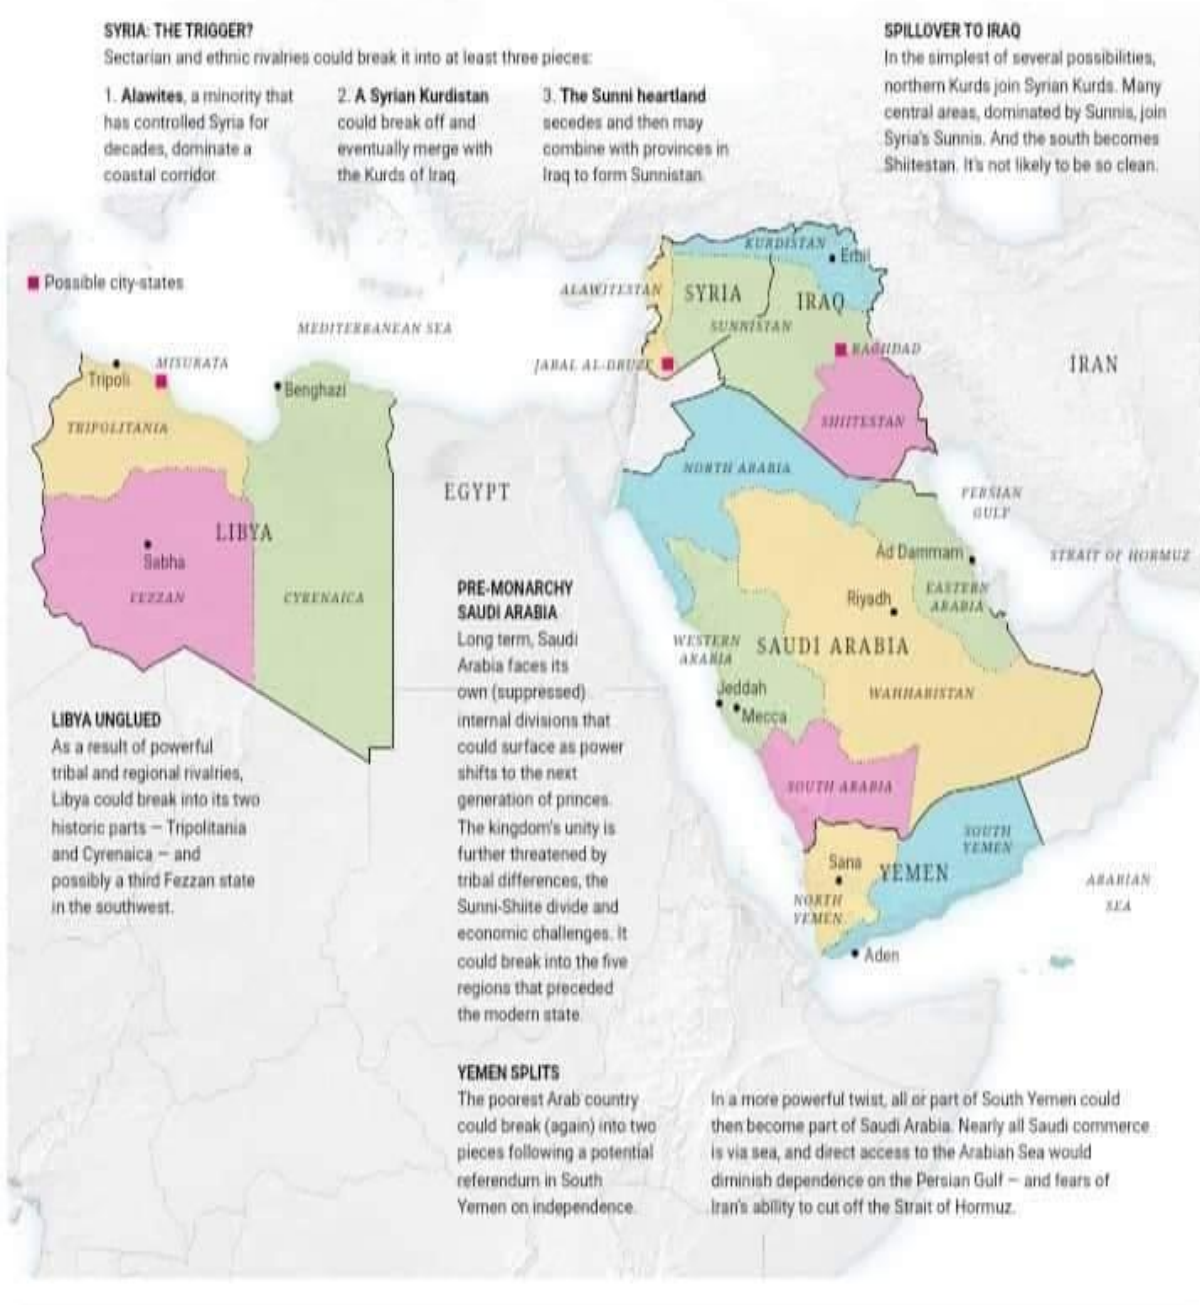 SYRIA: THE TRIGGER?
Sectarian and ethnic rivalries could break it into at least three pieces:
1. Alawites, a minority that
has controlled Syria for
decades, dominate a
coastal corridor.
2. A Syrian Kurdistan
could break off and
eventually merge with
the Kurds of Iraq.
3. The Sunni heartland
secedes and then may
combine with provinces in
Iraq to form Sunnistan.
SPILLOVER TO IRAQ
In the simplest of several possibilities,
northern Kurds join Syrian Kurds. Many
central areas, dominated by Sunnis, join
Syria's Sunnis. And the south becomes
Shiitestan. It's not likely to be so clean.
Possible city-states
KURDISTAN
Erbil
ALAWITESTAN
SYRIA
IRAQ
SUNNISTAN
MEDITERRANEAN SEA
BAGHDAD
JABAL AL-DRUZE
IRAN
MISURATA
Tripoli
Benghazi
TRIPOLITANIA
SHIITESTAN
NORTH ARABIA
EGYPT
PERSIAN
GULF
LIBYA
Sabha
Ad Dammam
STRAIT OF HORMUZ
FEZZAN
CYRENAICA
Riyadh
EASTERN
ARABIA
WESTERN
ARABIA
SAUDI ARABIA
WAHHABISTAN
Jeddah
Mecca
SOUTH ARABIA
SOUTH
YEMEN
Sana
YEMEN
NORTH
YEMEN
ARABIAN
SEA
Aden
PRE-MONARCHY
SAUDI ARABIA
Long term, Saudi
Arabia faces its
own (suppressed)
internal divisions that
could surface as power
shifts to the next
generation of princes.
The kingdom's unity is
further threatened by
tribal differences, the
Sunni-Shiite divide and
economic challenges. It
could break into the five
regions that preceded
the modern state.
LIBYA UNGLUED
As a result of powerful
tribal and regional rivalries,
Libya could break into its two
historic parts — Tripolitania
and Cyrenaica — and
possibly a third Fezzan state
in the southwest.
YEMEN SPLITS
The poorest Arab country
could break (again) into two
pieces following a potential
referendum in South
Yemen on independence.
In a more powerful twist, all or part of South Yemen could
then become part of Saudi Arabia. Nearly all Saudi commerce
is via sea, and direct access to the Arabian Sea would
diminish dependence on the Persian Gulf — and fears of
Iran's ability to cut off the Strait of Hormuz.